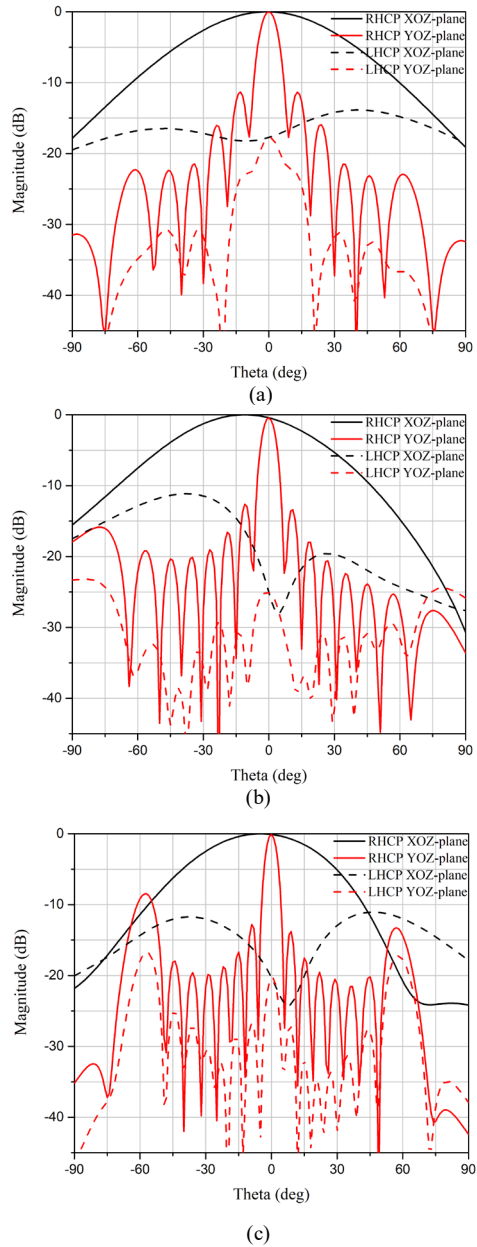 0
-10
-20
-30
-40
Magnitude (dB)
RHCP XOZ-plane
RHCP YOZ-plane
LHCP XOZ-plane
LHCP YOZ-plane
-90 -60 -30 0 30 60 90
Theta (deg)
(a)
0
-10
-20
-30
-40
Magnitude (dB)
RHCP XOZ-plane
RHCP YOZ-plane
LHCP XOZ-plane
LHCP YOZ-plane
-90 -60 -30 0 30 60 90
Theta (deg)
(b)
0
-10
-20
-30
-40
Magnitude (dB)
RHCP XOZ-plane
RHCP YOZ-plane
LHCP XOZ-plane
LHCP YOZ-plane
-90 -60 -30 0 30 60 90
Theta (deg)
(c)